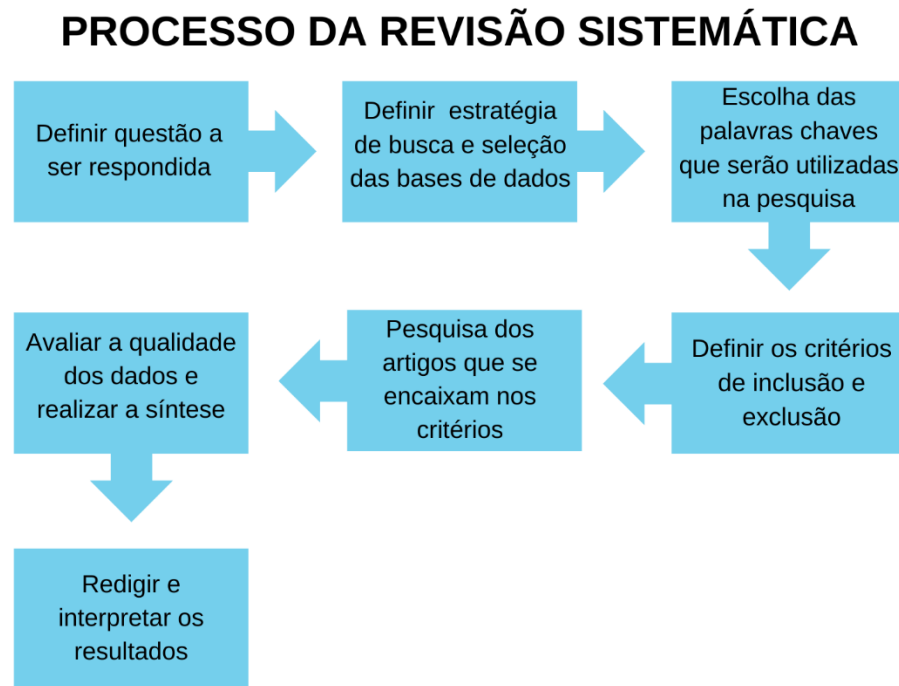 PROCESSO DA REVISÃO SISTEMÁTICA
Definir questão a
ser respondida
Definir estratégia
de busca e seleção
das bases de dados
Escolha das
palavras chaves
que serão utilizadas
na pesquisa
Definir os critérios
de inclusão e
exclusão
Pesquisa dos
artigos que se
encaixam nos
critérios
Avaliar a qualidade
dos dados e
realizar a síntese
Redigir e
interpretar os
resultados